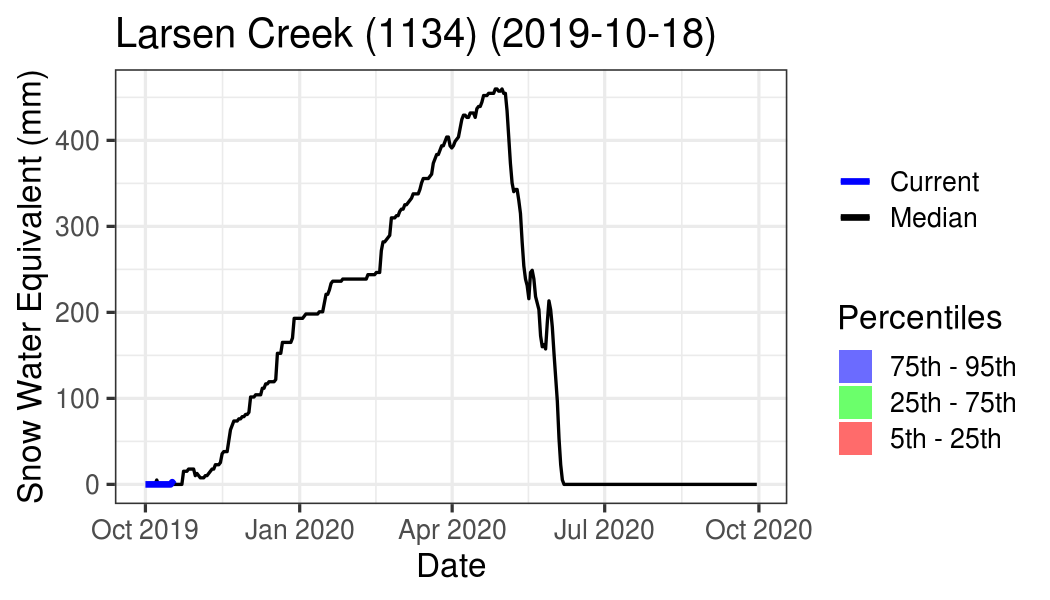 Larsen Creek (1134) (2019-10-18)
Snow Water Equivalent (mm)
400
300
200
100
0
Oct 2019
Jan 2020
Apr 2020
Jul 2020
Oct 2020
Date
Current
Median
Percentiles
75th - 95th
25th - 75th
5th - 25th